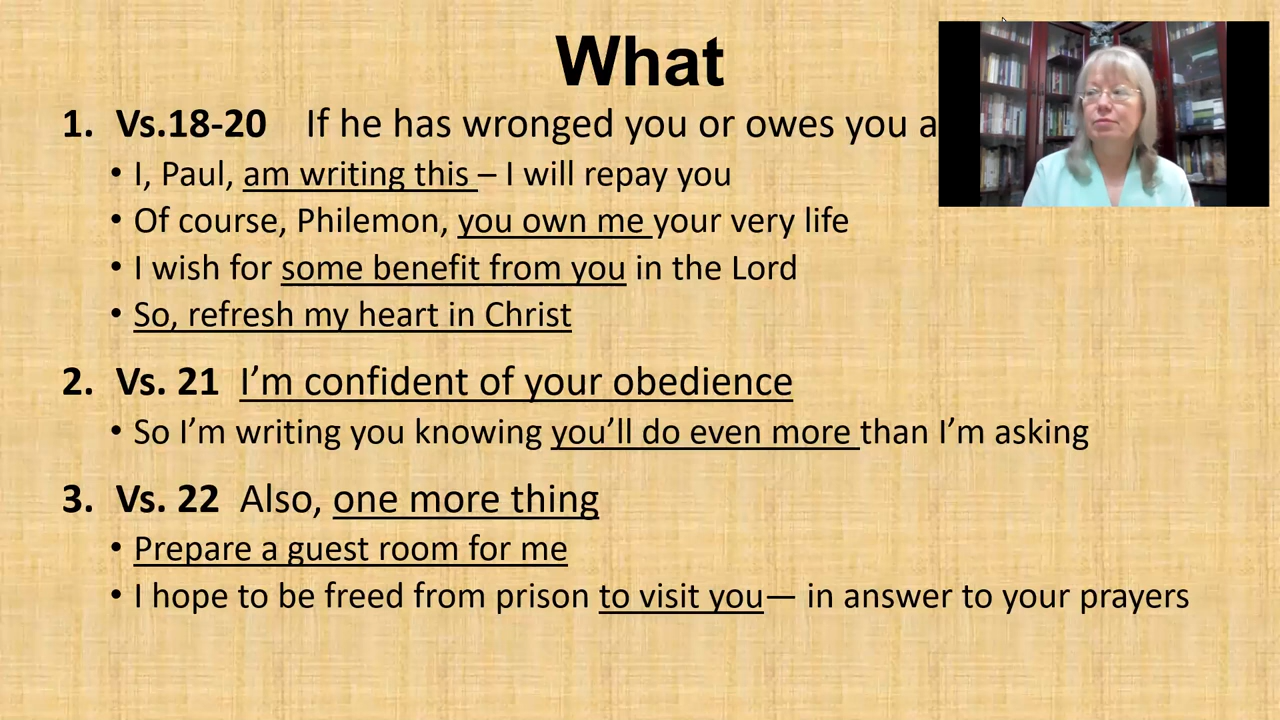 What
1. Vs.18-20 If he has wronged you or owes you a
• I, Paul, am writing this – I will repay you
• Of course, Philemon, you own me your very life
• I wish for some benefit from you in the Lord
• So, refresh my heart in Christ
2. Vs. 21 I’m confident of your obedience
• So I’m writing you knowing you’ll do even more than I’m asking
3. Vs. 22 Also, one more thing
• Prepare a guest room for me
• I hope to be freed from prison to visit you— in answer to your prayers